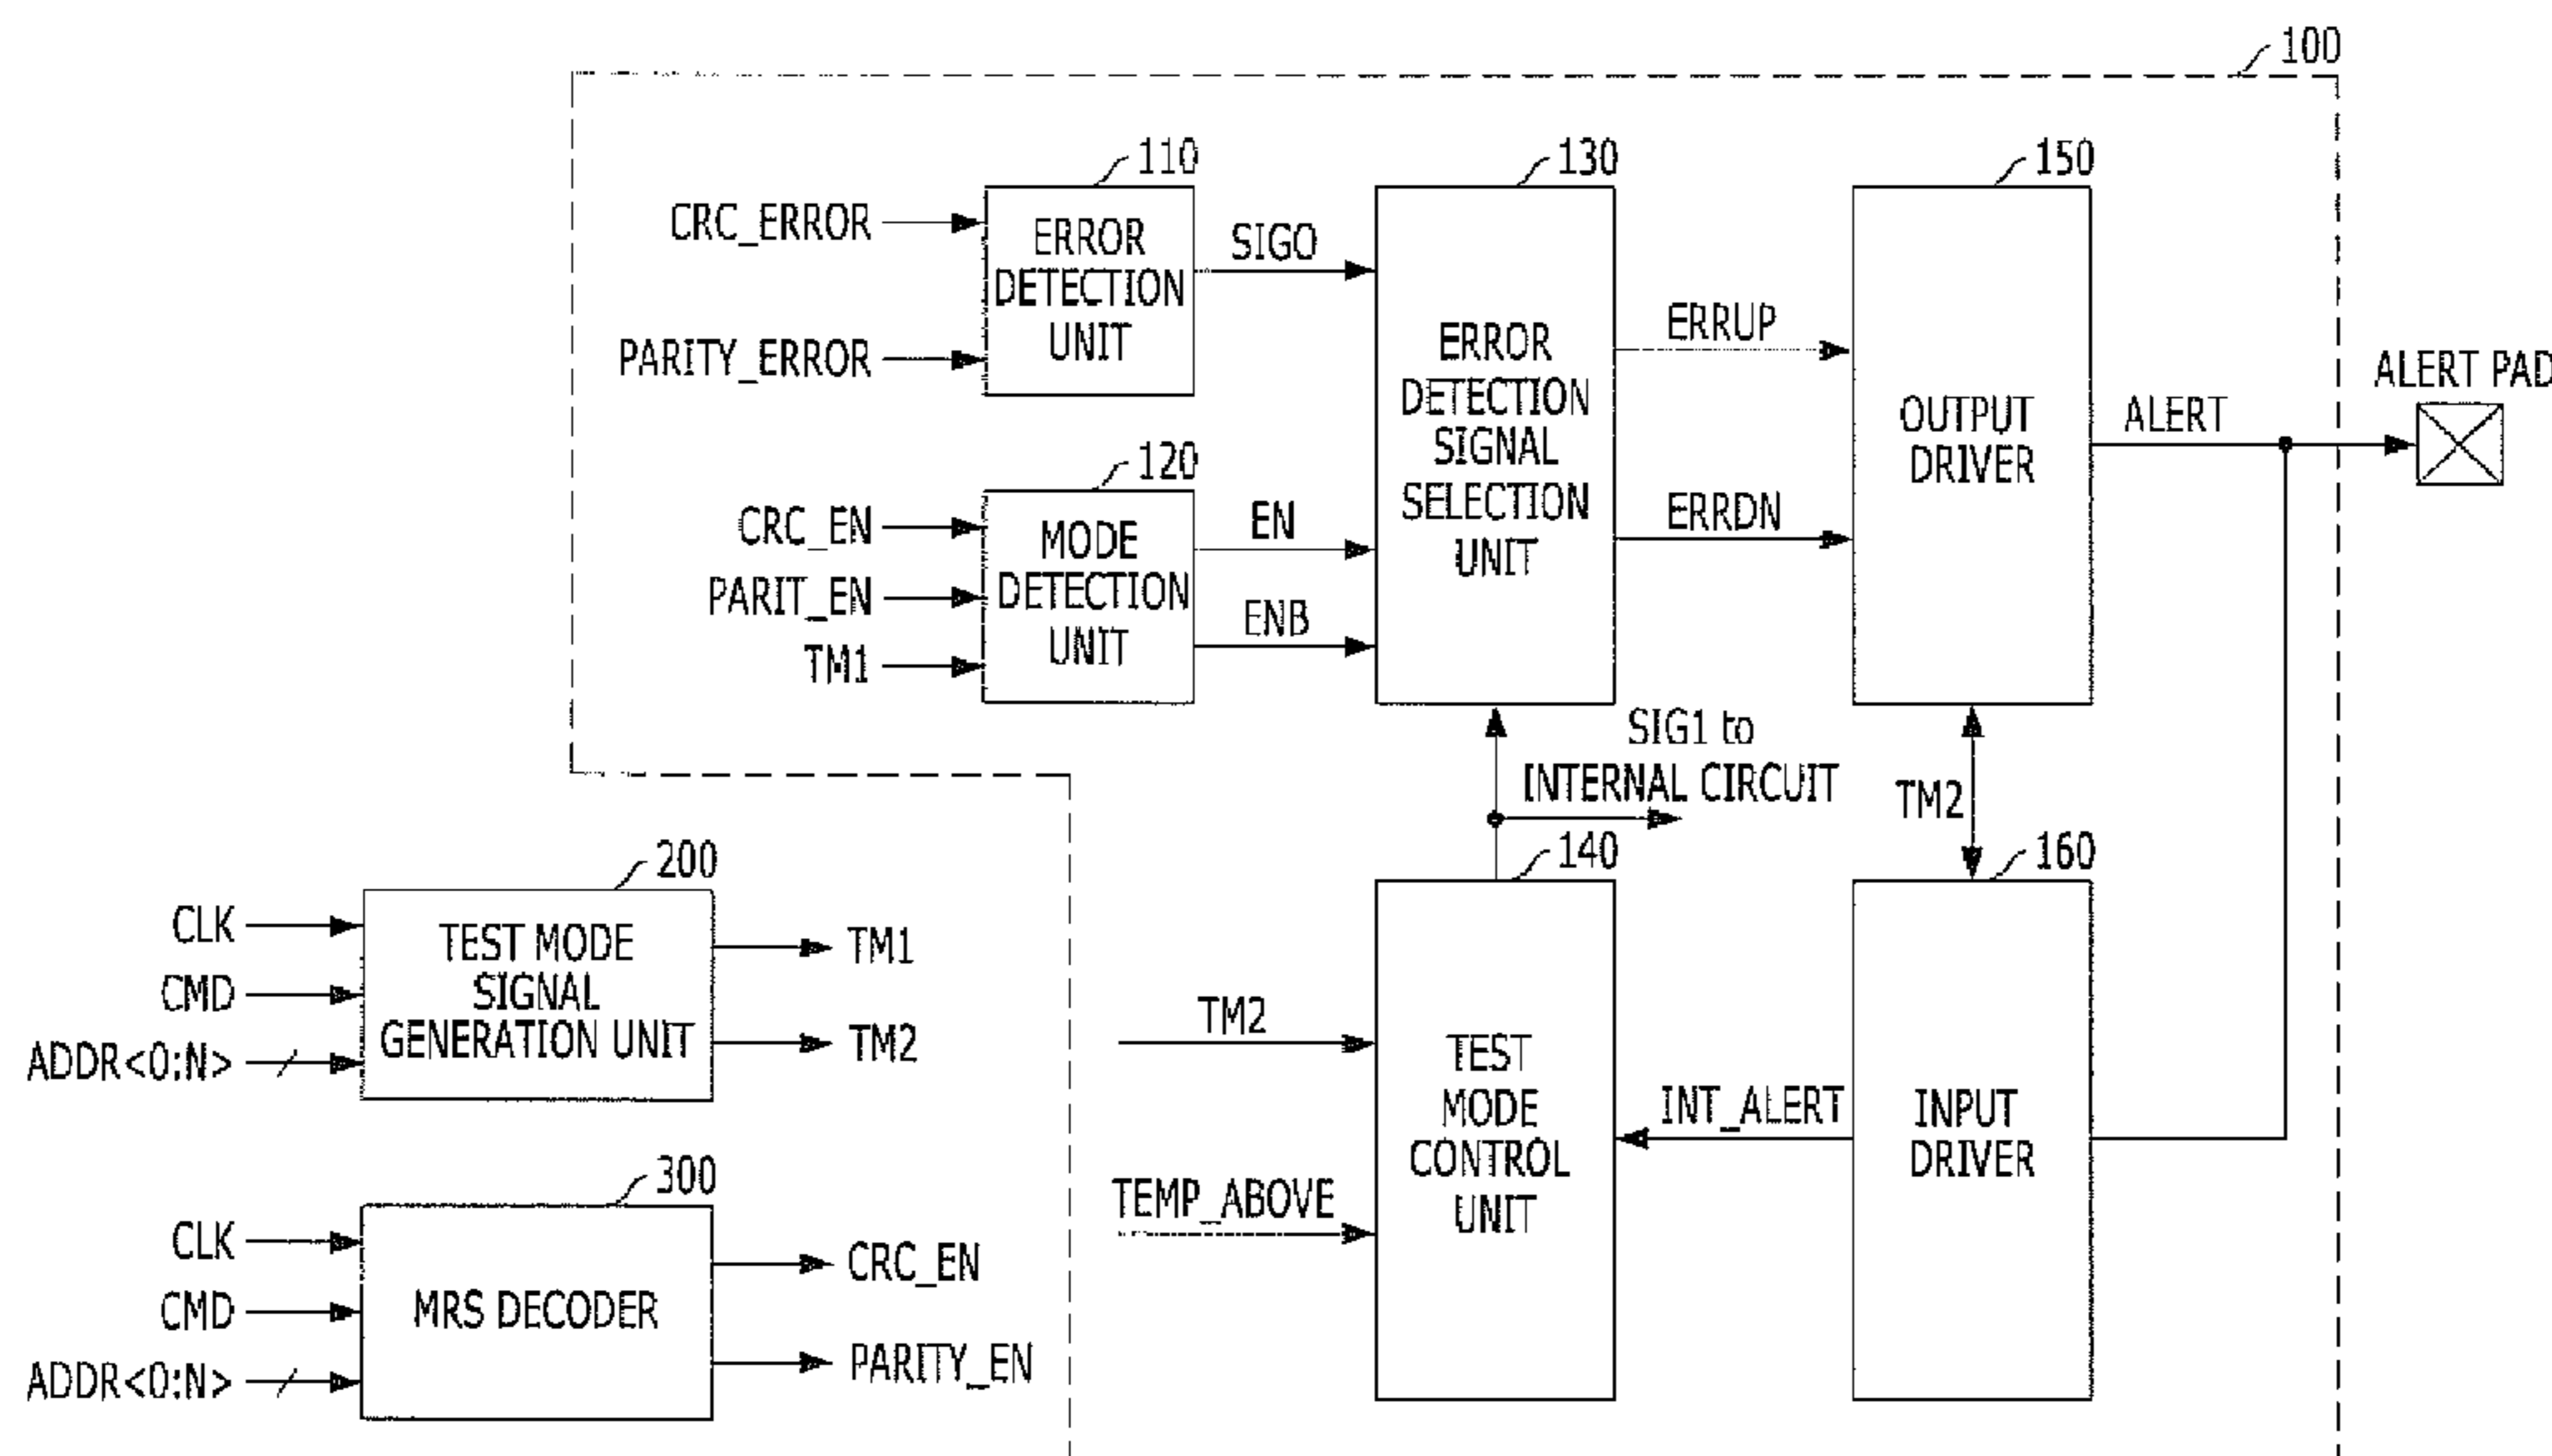 100
110
130
150
CRC_ERROR
ERROR
DETECTION
UNIT
SIGO
PARITY_ERROR
ERROR
DETECTION
SIGNAL
SELECTION
UNIT
ERRUP
OUTPUT
DRIVER
ALERT
ALERT PAD
120
CRC_EN
PARIT_EN
TM1
MODE
DETECTION
UNIT
EN
ENB
ERRDN
SIG1 to
INTERNAL CIRCUIT
TM2
200
CLK
CMD
ADDR<0:N>
TEST MODE
SIGNAL
GENERATION UNIT
TM1
TM2
140
160
TM2
TEMP_ABOVE
TEST
MODE
CONTROL
UNIT
INT_ALERT
INPUT
DRIVER
300
CLK
CMD
ADDR<0:N>
MRS DECODER
CRC_EN
PARITY_EN